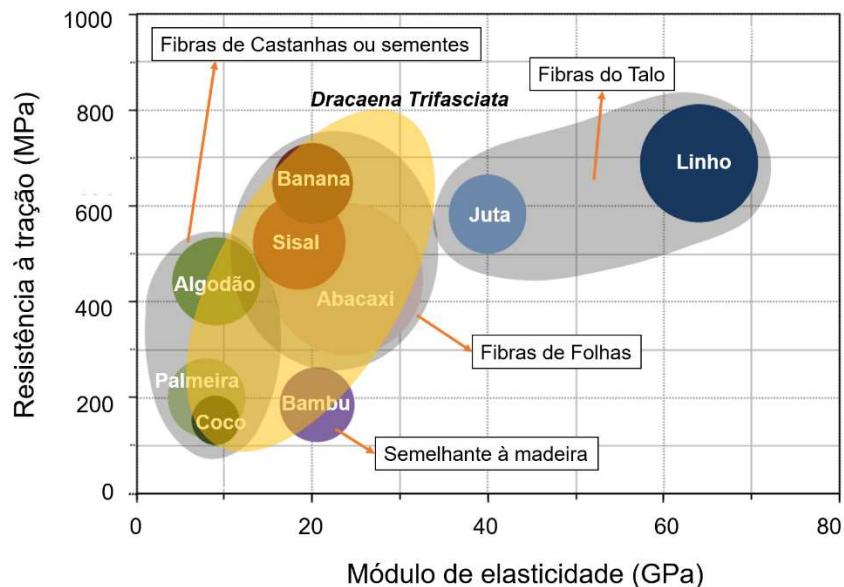 1000
800
600
400
200
0
Resistência à tração (MPa)
Fibras de Castanhas ou sementes
Dracaena Trifasciata
Fibras do Talo
Banana
Sisal
Abacaxi
Algodão
Palmeira
Coco
Bambu
Juta
Linho
Fibras de Folhas
Semelhante à madeira
0 20 40 60 80
Módulo de elasticidade (GPa)